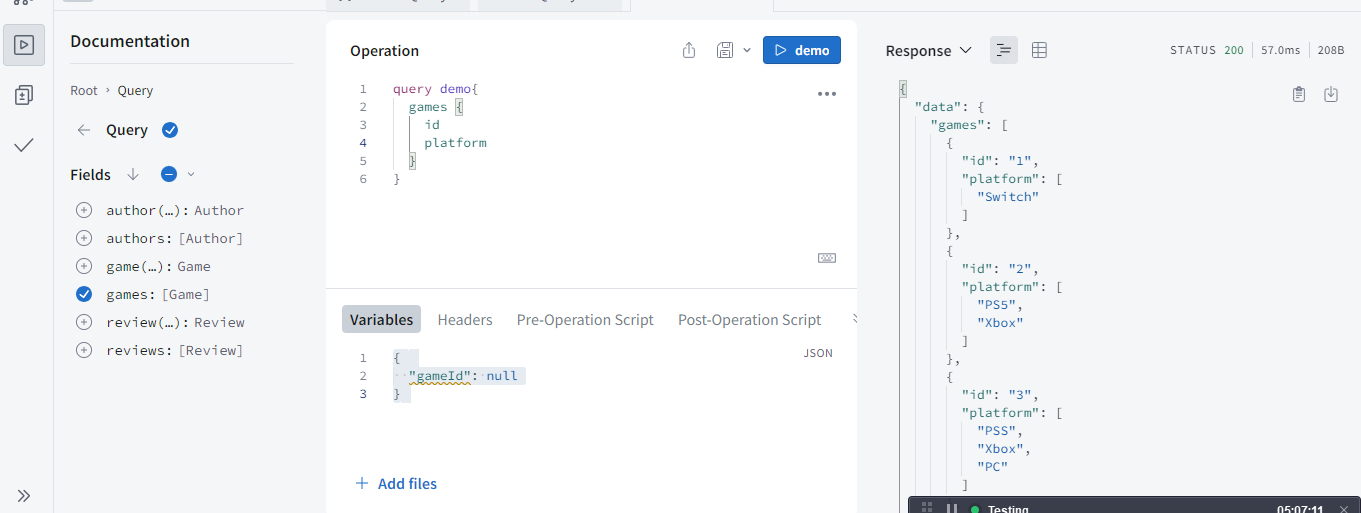 Documentation
Root › Query
Query
Fields
author(…): Author
authors: [Author]
game(…): Game
games: [Game]
review(…): Review
reviews: [Review]
Operation
demo
1 query demo{
2 games {
3 id
4 platform
5 }
6 }
Variables Headers Pre-Operation Script Post-Operation Script
JSON
1 {
2 "gameId": null
3 }
+ Add files
Response
STATUS 200 57.0ms 208B
{
"data": {
"games": [
{
"id": "1",
"platform": [
"Switch"
]
},
{
"id": "2",
"platform": [
"PS5",
"Xbox"
]
},
{
"id": "3",
"platform": [
"PSS",
"Xbox",
"PC"
]
Testing 05:07:11